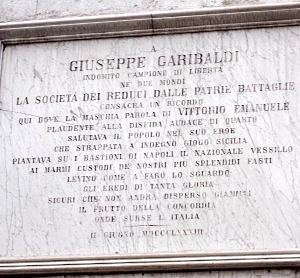 A
GIUSEPPE GARIBALDI
INDOMITO CAMPIONE DI LIBERTA
NE DUE MONDI
LA SOCIETA DEI REDUCI DALLE PATRIE BATTAGLIE
CONSACRA UN RICORDO
QUI DOVE LA MASCHIA PAROLA DI VITTORIO EMANUELE
PLAUDENTE ALLA DISFIDA AUDACE DI QUARTO
SALUTAVA IL POPOLO NEL SUO EROE
CHE STRAPPATA A INDEGNO GIOGO SICILIA
PIANTAVA SU I BASTIONI DI NAPOLI IL NAZIONALE VESSILLO
AI MARMI CUSTODI DE NOSTRI PIU SPLENDIDI FASTI
LEVINO COME A FARO LO SGUARDO
GLI EREDI DI TANTA GLORIA
SICURI CHE NON ANDRÀ DISPERSO GIAMMAI
IL FRUTTO DELLA CONCORDIA
ONDE SURSE L ITALIA
II GIUGNO MDCCCLXXXIII